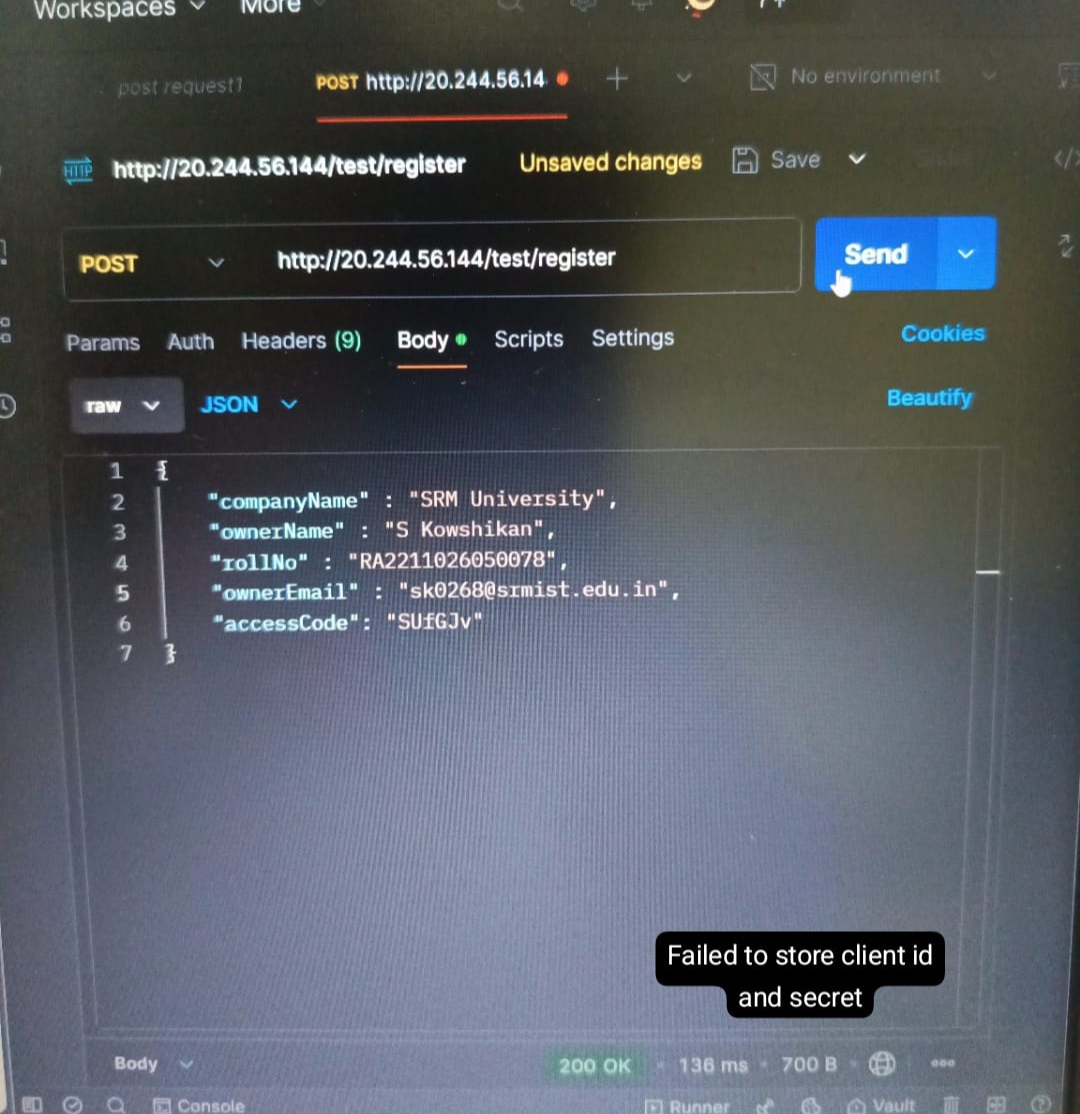 Workspaces More
post request1 POST http://20.244.56.14 No environment
HTTP http://20.244.56.144/test/register Unsaved changes Save
POST http://20.244.56.144/test/register Send
Params Auth Headers (9) Body Scripts Settings Cookies
raw JSON Beautify
1 {
2 "companyName" : "SRM University",
3 "ownerName" : "S Kowshikan",
4 "rollNo" : "RA2211026050078",
5 "ownerEmail" : "sk0268@srmist.edu.in",
6 "accessCode": "SUfGJv"
7 }
Failed to store client id
and secret
Body 200 OK • 136 ms • 700 B
Console Runner Vault